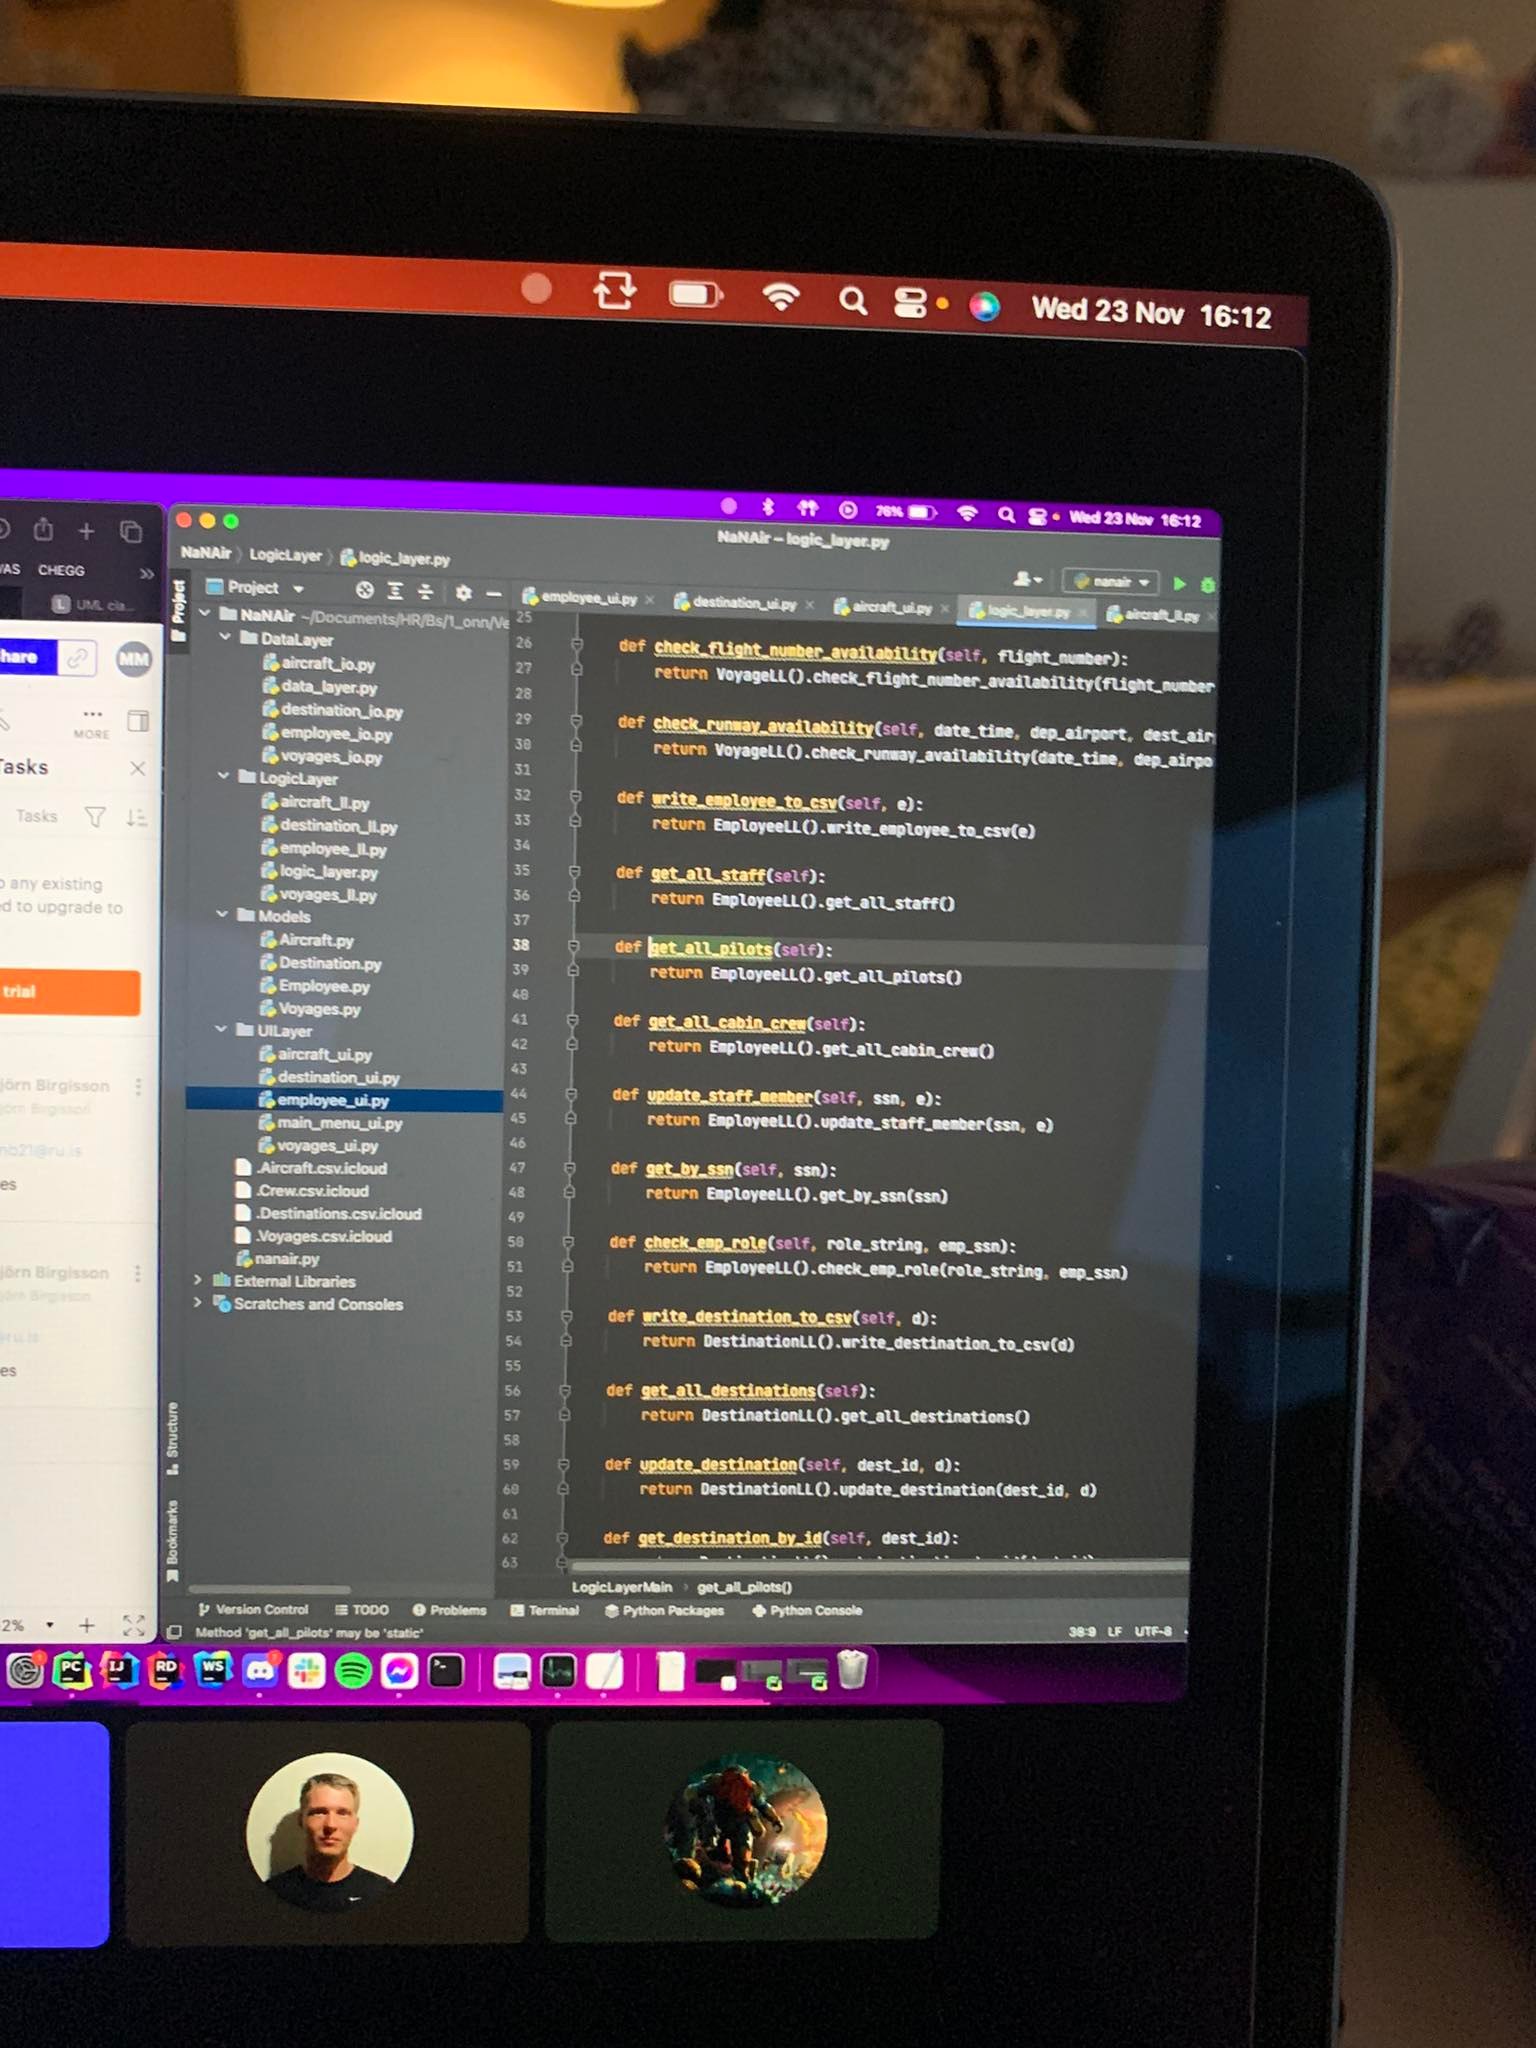 Wed 23 Nov 16:12
76%
Wed 23 Nov 16:12
NaNAir – logic_layer.py
NaNAir
LogicLayer
logic_layer.py
nanair
CHEGG
UML cla...
hare
MM
MORE
Tasks
Tasks
any existing
ed to upgrade to
trial
jörn Birgisson
jörn Birgisson
nb21@ru.is
es
jörn Birgisson
jörn Birgisson
@ru.is
es
2%
Project
Structure
Bookmarks
Project
NaNAir ~/Documents/HR/Bs/1_onn/Ve
DataLayer
aircraft_io.py
data_layer.py
destination_io.py
employee_io.py
voyages_io.py
LogicLayer
aircraft_ll.py
destination_ll.py
employee_ll.py
logic_layer.py
voyages_ll.py
Models
Aircraft.py
Destination.py
Employee.py
Voyages.py
UILayer
aircraft_ui.py
destination_ui.py
employee_ui.py
main_menu_ui.py
voyages_ui.py
.Aircraft.csv.icloud
.Crew.csv.icloud
.Destinations.csv.icloud
.Voyages.csv.icloud
nanair.py
External Libraries
Scratches and Consoles
employee_ui.py
destination_ui.py
aircraft_ui.py
logic_layer.py
aircraft_ll.py
25
26 def check_flight_number_availability(self, flight_number):
27 return VoyageLL().check_flight_number_availability(flight_number
28
29 def check_runway_availability(self, date_time, dep_airport, dest_air
30 return VoyageLL().check_runway_availability(date_time, dep_airpo
31
32 def write_employee_to_csv(self, e):
33 return EmployeeLL().write_employee_to_csv(e)
34
35 def get_all_staff(self):
36 return EmployeeLL().get_all_staff()
37
38 def get_all_pilots(self):
39 return EmployeeLL().get_all_pilots()
40
41 def get_all_cabin_crew(self):
42 return EmployeeLL().get_all_cabin_crew()
43
44 def update_staff_member(self, ssn, e):
45 return EmployeeLL().update_staff_member(ssn, e)
46
47 def get_by_ssn(self, ssn):
48 return EmployeeLL().get_by_ssn(ssn)
49
50 def check_emp_role(self, role_string, emp_ssn):
51 return EmployeeLL().check_emp_role(role_string, emp_ssn)
52
53 def write_destination_to_csv(self, d):
54 return DestinationLL().write_destination_to_csv(d)
55
56 def get_all_destinations(self):
57 return DestinationLL().get_all_destinations()
58
59 def update_destination(self, dest_id, d):
60 return DestinationLL().update_destination(dest_id, d)
61
62 def get_destination_by_id(self, dest_id):
63
LogicLayerMain
get_all_pilots()
Version Control
TODO
Problems
Terminal
Python Packages
Python Console
Method 'get_all_pilots' may be 'static'
38:9 LF UTF-8
PC
IJ
RD
WS